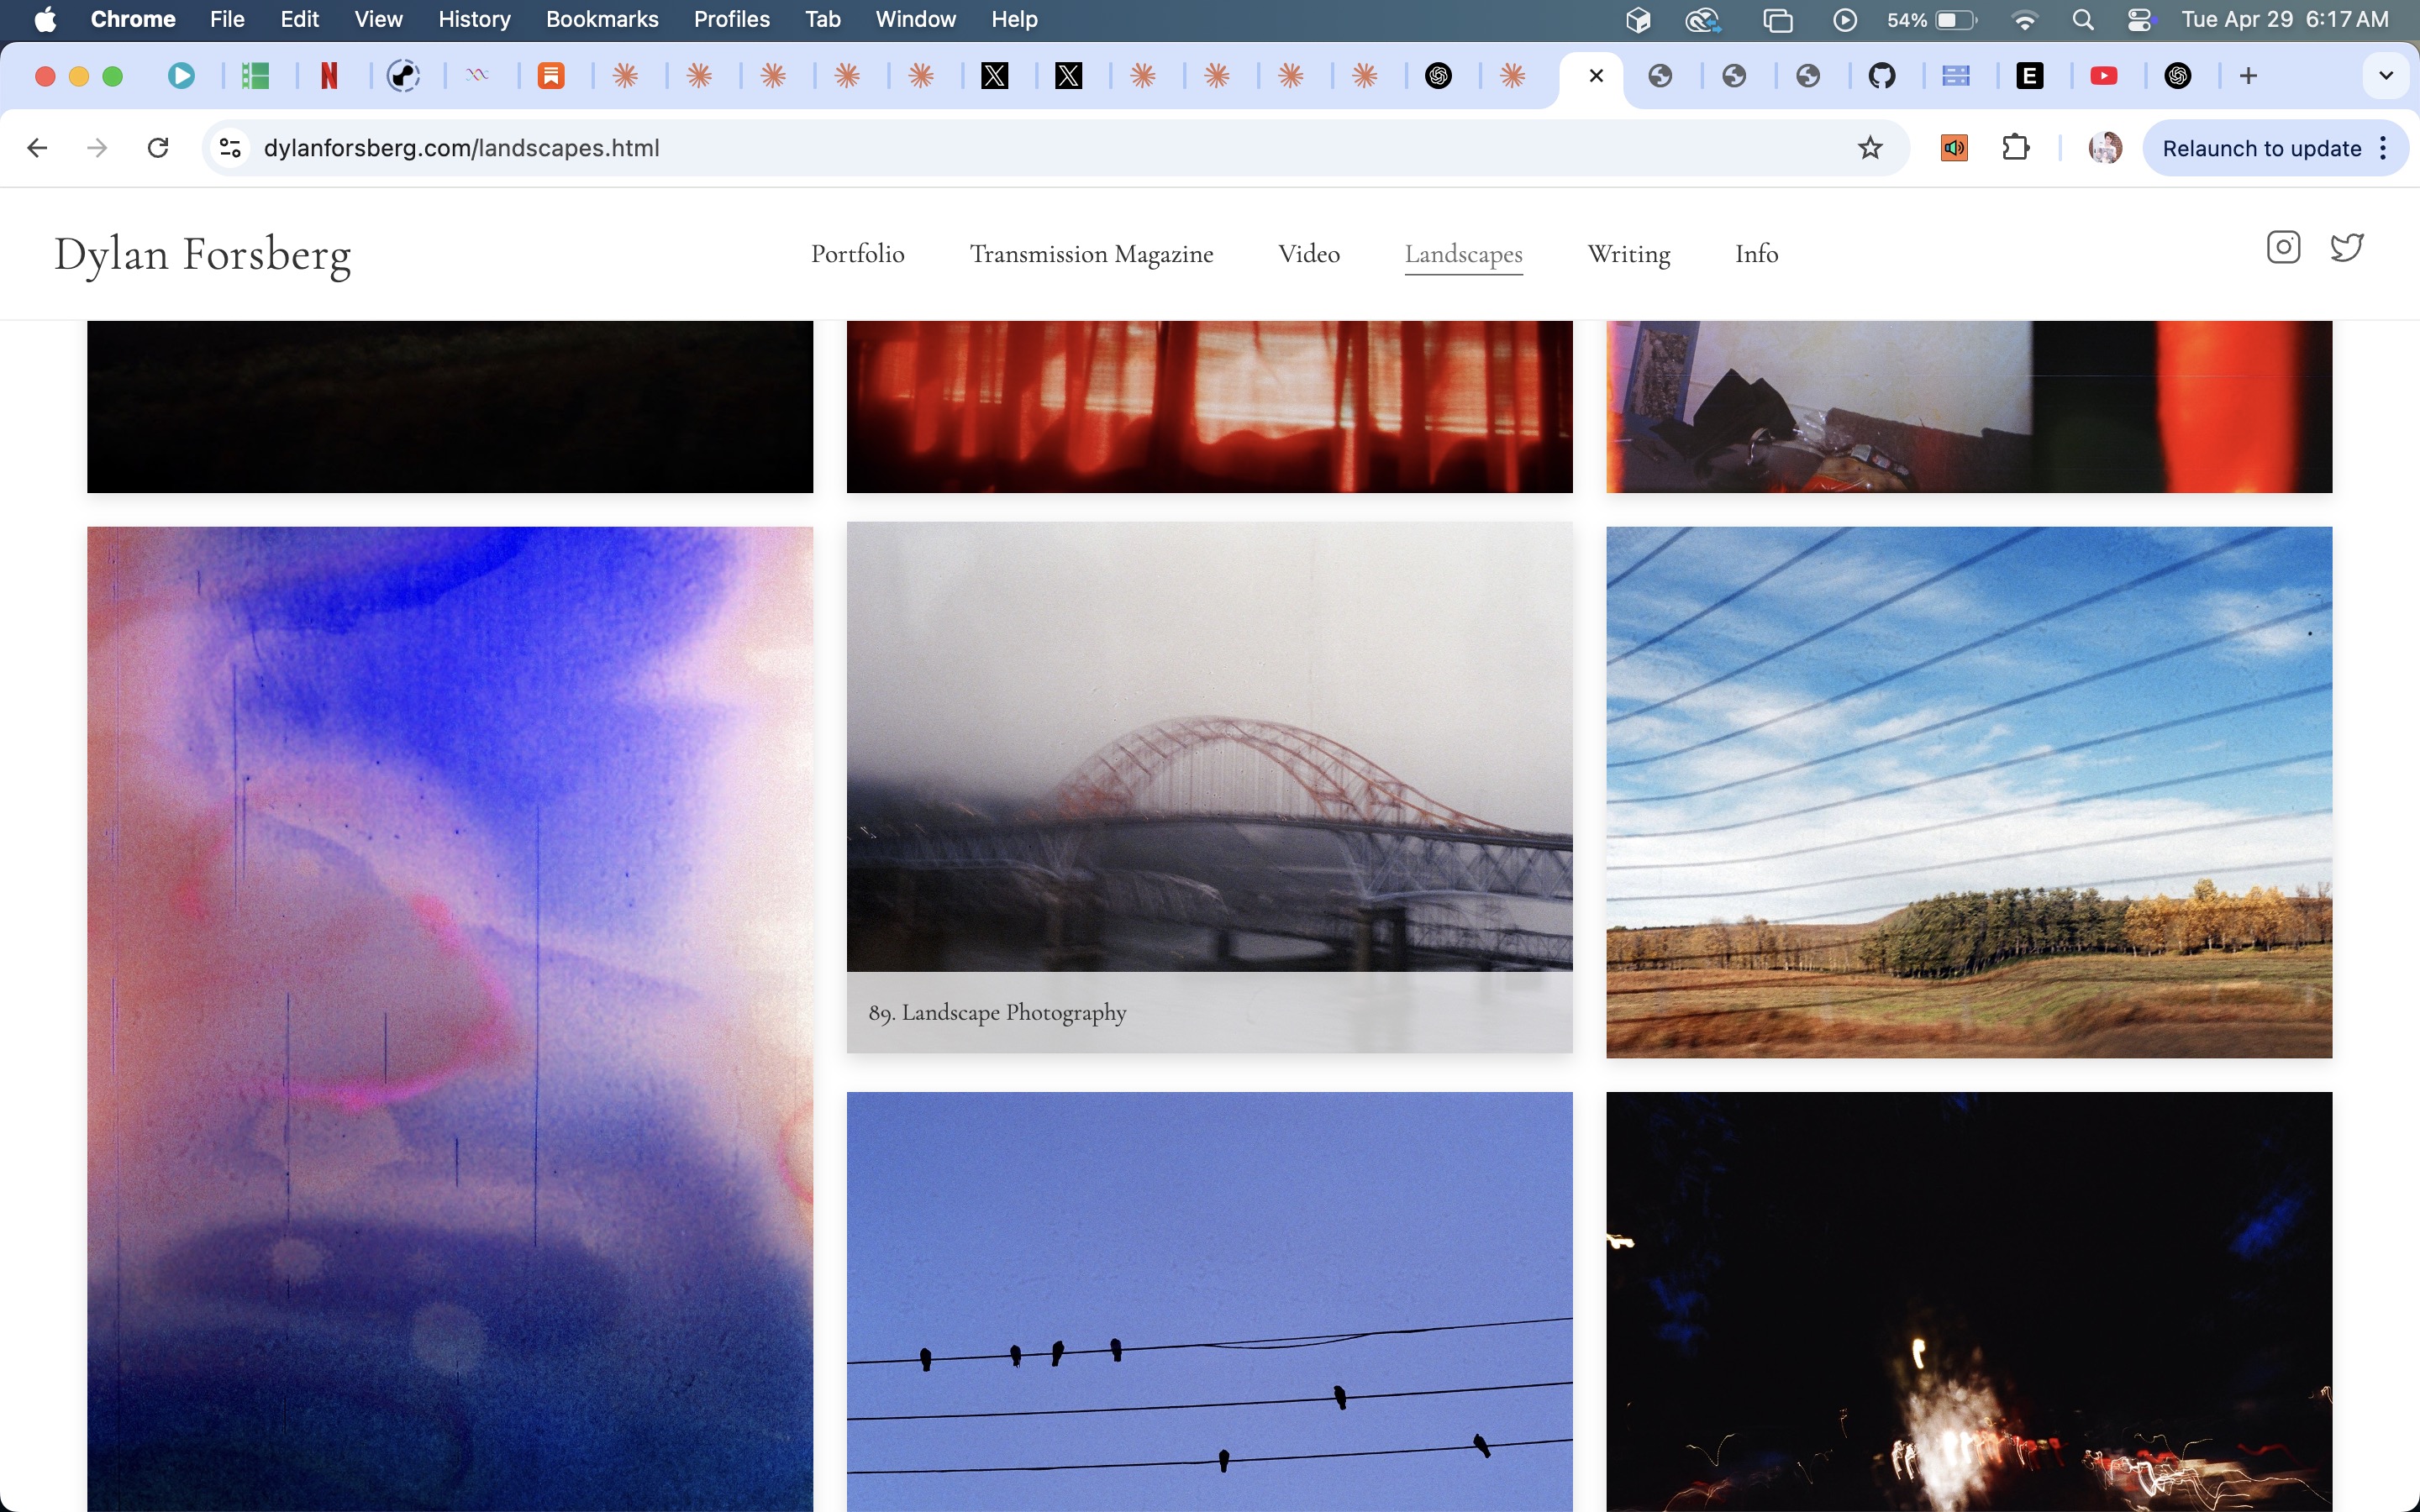 Chrome File Edit View History Bookmarks Profiles Tab Window Help 54% Tue Apr 29 6:17 AM
dylanforsberg.com/landscapes.html Relaunch to update
Dylan Forsberg Portfolio Transmission Magazine Video Landscapes Writing Info
89. Landscape Photography